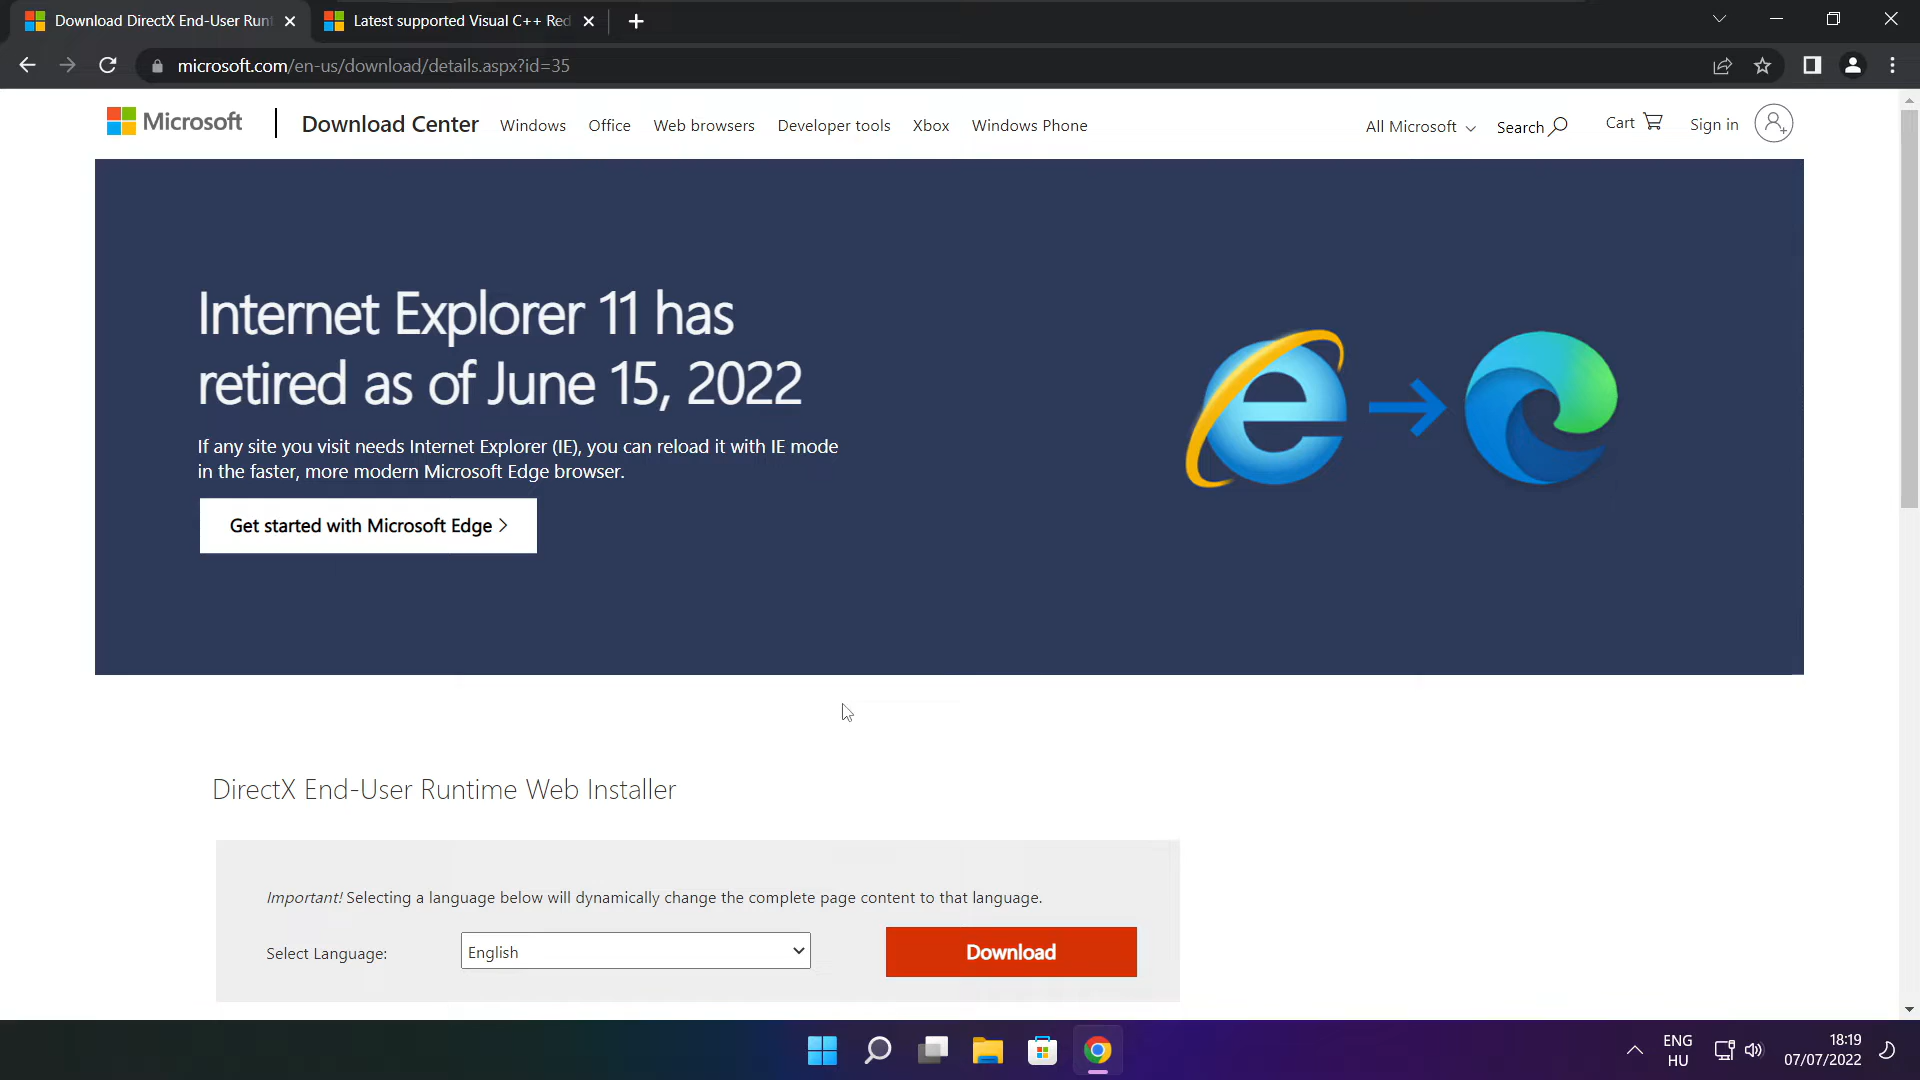 Download DirectX End-User Runt
Latest supported Visual C++ Red
microsoft.com/en-us/download/details.aspx?id=35
Microsoft
Download Center
Windows
Office
Web browsers
Developer tools
Xbox
Windows Phone
All Microsoft
Search
Cart
Sign in
Internet Explorer 11 has
retired as of June 15, 2022
If any site you visit needs Internet Explorer (IE), you can reload it with IE mode
in the faster, more modern Microsoft Edge browser.
Get started with Microsoft Edge >
DirectX End-User Runtime Web Installer
Important! Selecting a language below will dynamically change the complete page content to that language.
Select Language:
English
Download
ENG
HU
18:19
07/07/2022